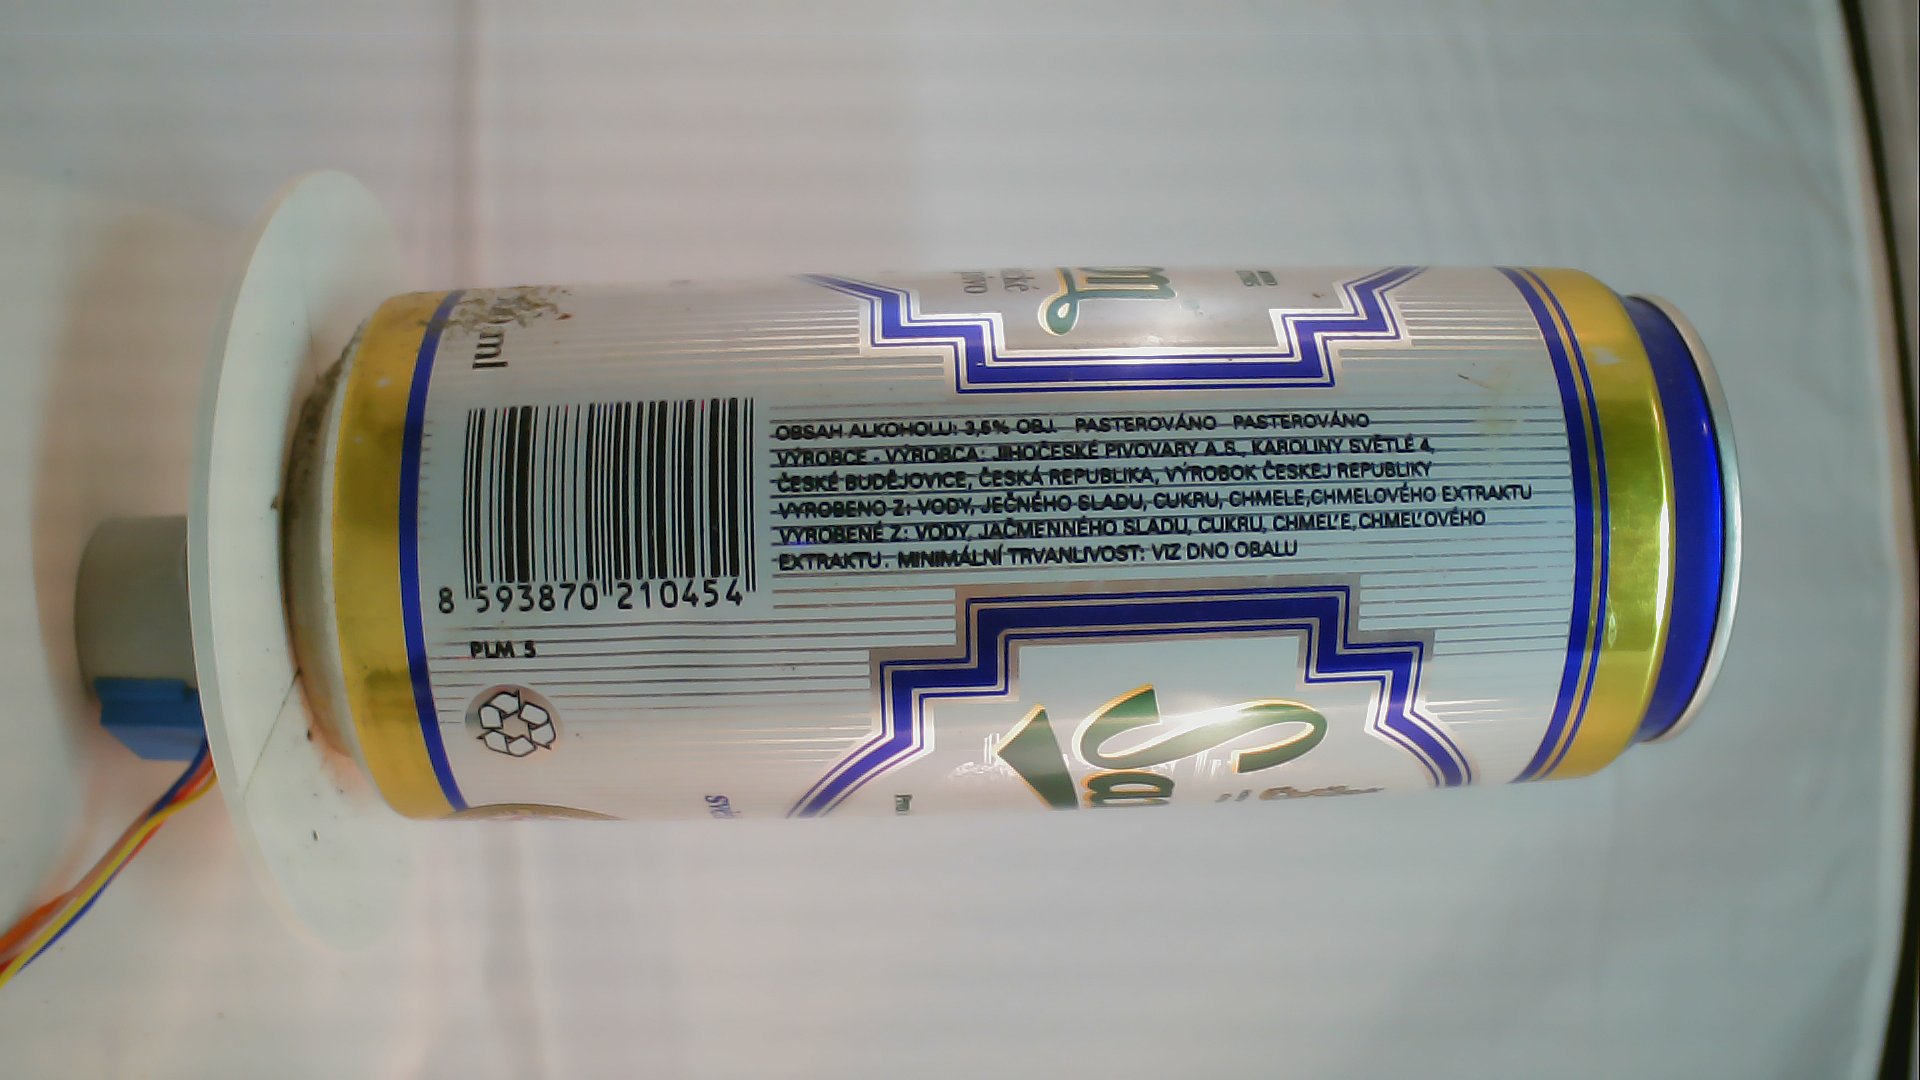 OBSAH ALKOHOLU: 3,5% OBJ. PASTEROVÁNO PASTEROVÁNO
VÝROBCE - VÝROBCA: JIHOČESKÉ PIVOVARY A.S., KAROLINY SVĚTLÉ 4,
ČESKÉ BUDĚJOVICE, ČESKÁ REPUBLIKA, VÝROBOK ČESKEJ REPUBLIKY
VYROBENO Z: VODY, JEČNÉHO SLADU, CUKRU, CHMELE,CHMELOVÉHO EXTRAKTU
VYROBENÉ Z: VODY, JAČMENNÉHO SLADU, CUKRU, CHMEĽE,CHMEĽOVÉHO
EXTRAKTU. MINIMÁLNÍ TRVANLIVOST: VIZ DNO OBALU
8 593870 210454
PLM 5
ml
pivo